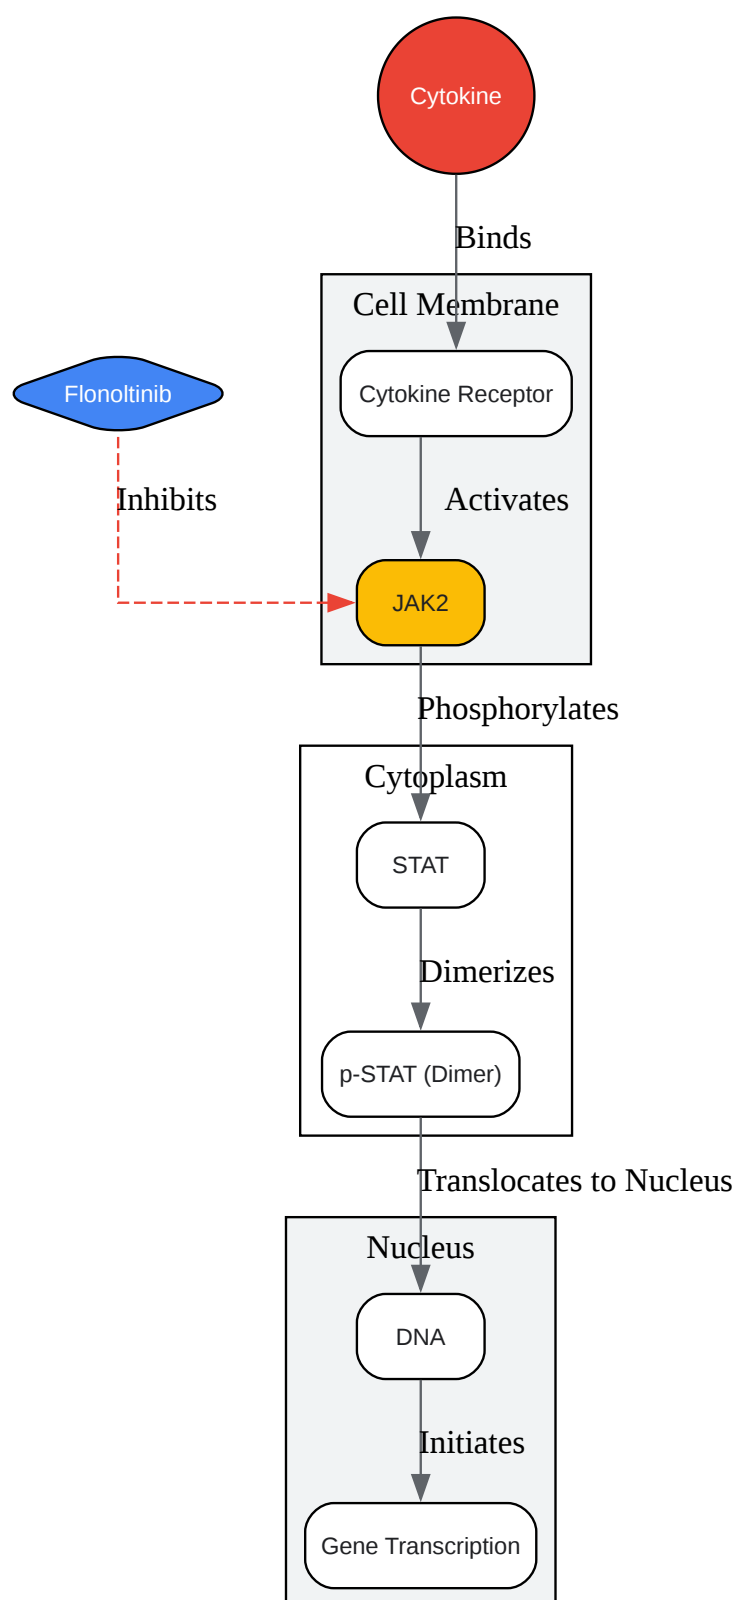 Cytokine
Binds
Cell Membrane
Cytokine Receptor
Flonoltinib
Inhibits
Activates
JAK2
Phosphorylates
Cytoplasm
STAT
Dimerizes
p-STAT (Dimer)
Translocates to Nucleus
Nucleus
DNA
Initiates
Gene Transcription